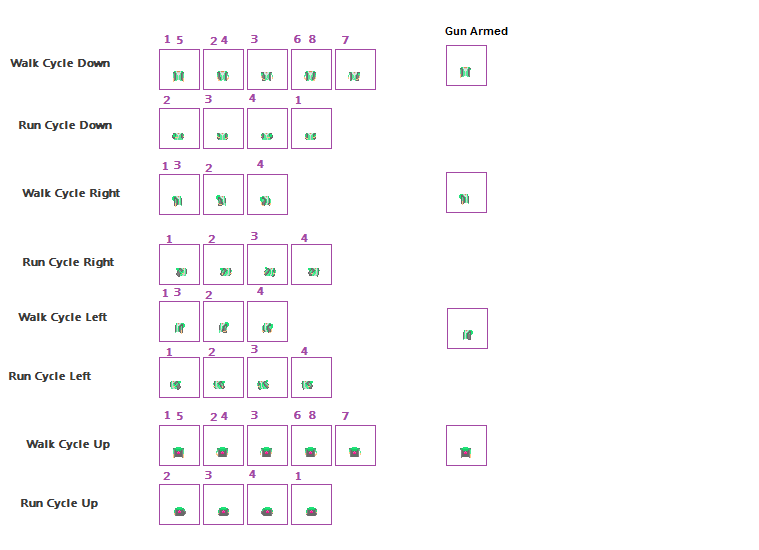 Gun Armed
1 5 2 4 3 6 8 7
Walk Cycle Down
2 3 4 1
Run Cycle Down
1 3 2 4
Walk Cycle Right
1 2 3 4
Run Cycle Right
1 3 2 4
Walk Cycle Left
1 2 3 4
Run Cycle Left
1 5 2 4 3 6 8 7
Walk Cycle Up
2 3 4 1
Run Cycle Up